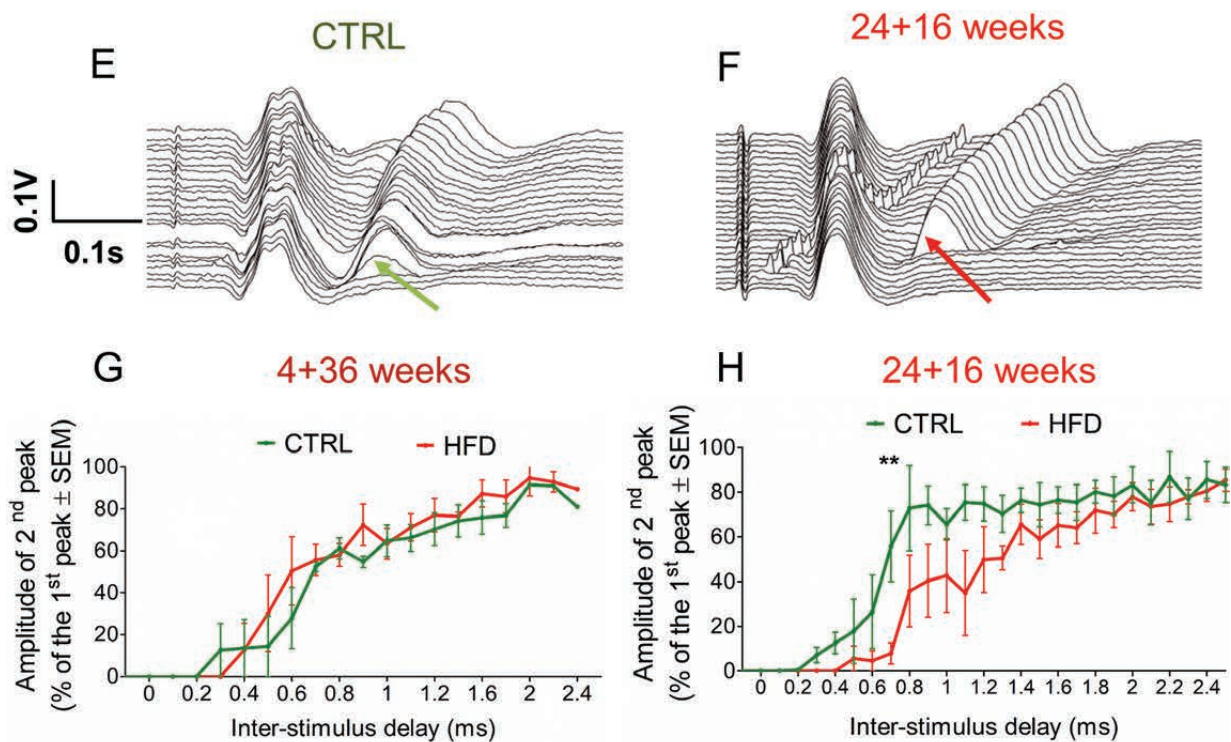 CTRL
24+16 weeks
E
F
0.1V
0.1s
G
4+36 weeks
H
24+16 weeks
CTRL
HFD
CTRL
HFD
Amplitude of 2 nd peak
(% of the 1st peak ± SEM)
100
80
60
40
20
0
0 0.2 0.4 0.6 0.8 1 1.2 1.4 1.6 1.8 2 2.4
Inter-stimulus delay (ms)
Amplitude of 2 nd peak
(% of the 1st peak ± SEM)
100
80
60
40
20
0
**
0 0.2 0.4 0.6 0.8 1 1.2 1.4 1.6 1.8 2 2.2 2.4
Inter-stimulus delay (ms)